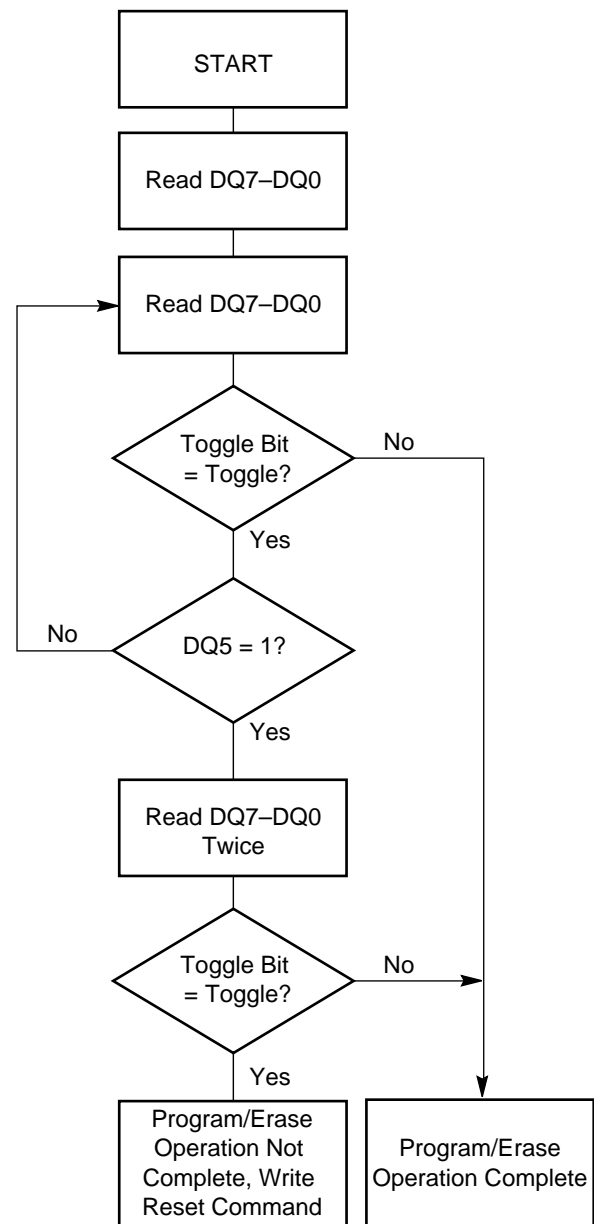 START
Read DQ7–DQ0
Read DQ7–DQ0
Toggle Bit
= Toggle?
No
Yes
No
DQ5 = 1?
Yes
Read DQ7–DQ0
Twice
Toggle Bit
= Toggle?
No
Yes
Program/Erase
Operation Not
Complete, Write
Reset Command
Program/Erase
Operation Complete